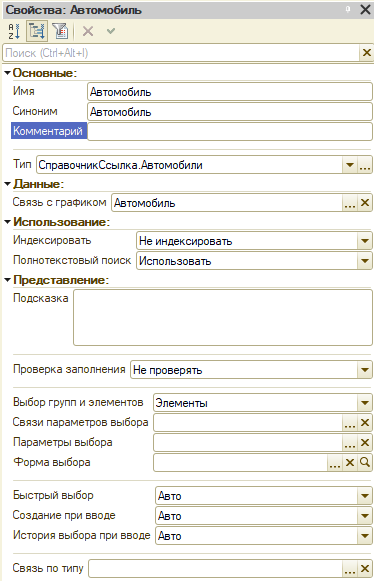 Свойства: Автомобиль
Поиск (Ctrl+Alt+I)
Основные:
Имя Автомобиль
Синоним Автомобиль
Комментарий
Тип СправочникСсылка.Автомобили
Данные:
Связь с графиком Автомобиль
Использование:
Индексировать Не индексировать
Полнотекстовый поиск Использовать
Представление:
Подсказка
Проверка заполнения Не проверять
Выбор групп и элементов Элементы
Связи параметров выбора
Параметры выбора
Форма выбора
Быстрый выбор Авто
Создание при вводе Авто
История выбора при вводе Авто
Связь по типу